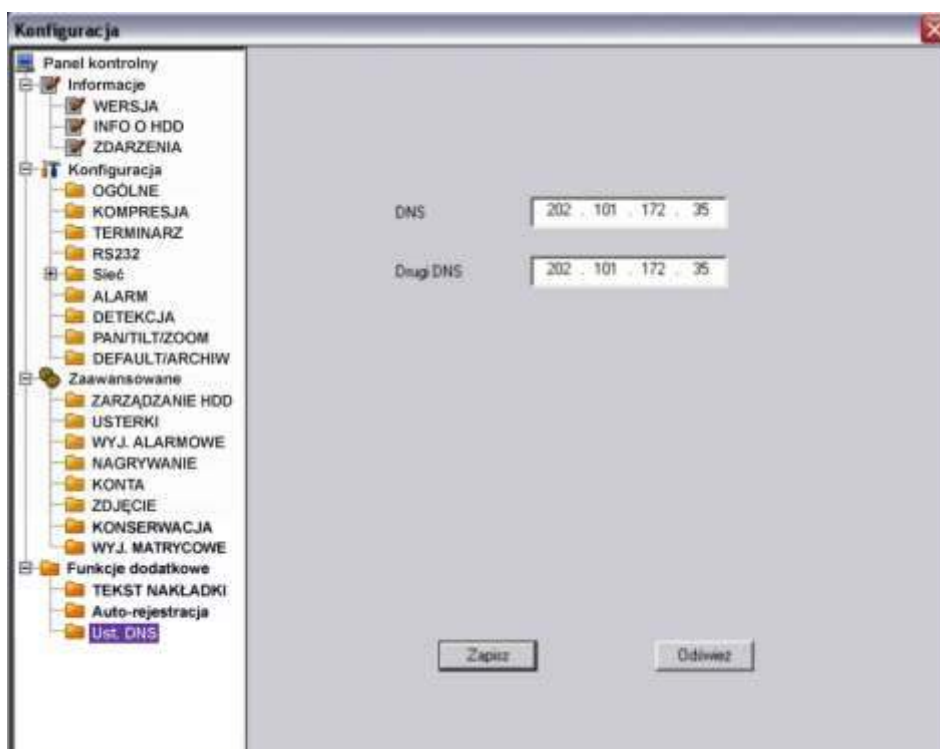 Konfiguracja
Panel kontrolny
Informacje
WERSJA
INFO O HDD
ZDARZENIA
Konfiguracja
OGÓLNE
KOMPRESJA
TERMINARZ
RS232
Sieć
ALARM
DETEKCJA
PAN/TILT/ZOOM
DEFAULT/ARCHIW
Zaawansowane
ZARZĄDZANIE HDD
USTERKI
WYJ. ALARMOWE
NAGRYWANIE
KONTA
ZDJĘCIE
KONSERWACJA
WYJ. MATRYCOWE
Funkcje dodatkowe
TEKST NAKŁADKI
Auto-rejestracja
Ust. DNS
DNS 202 . 101 . 172 . 35
Drugi DNS 202 . 101 . 172 . 35
Zapisz Odśwież